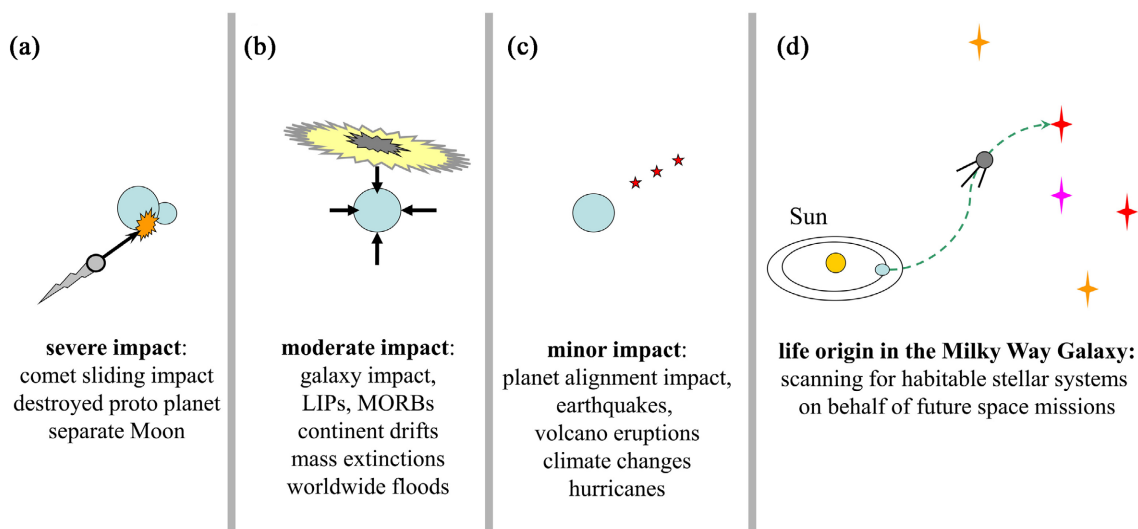 (a)
severe impact:
comet sliding impact
destroyed proto planet
separate Moon
(b)
moderate impact:
galaxy impact,
LIPs, MORBs
continent drifts
mass extinctions
worldwide floods
(c)
minor impact:
planet alignment impact,
earthquakes,
volcano eruptions
climate changes
hurricanes
(d)
Sun
life origin in the Milky Way Galaxy:
scanning for habitable stellar systems
on behalf of future space missions